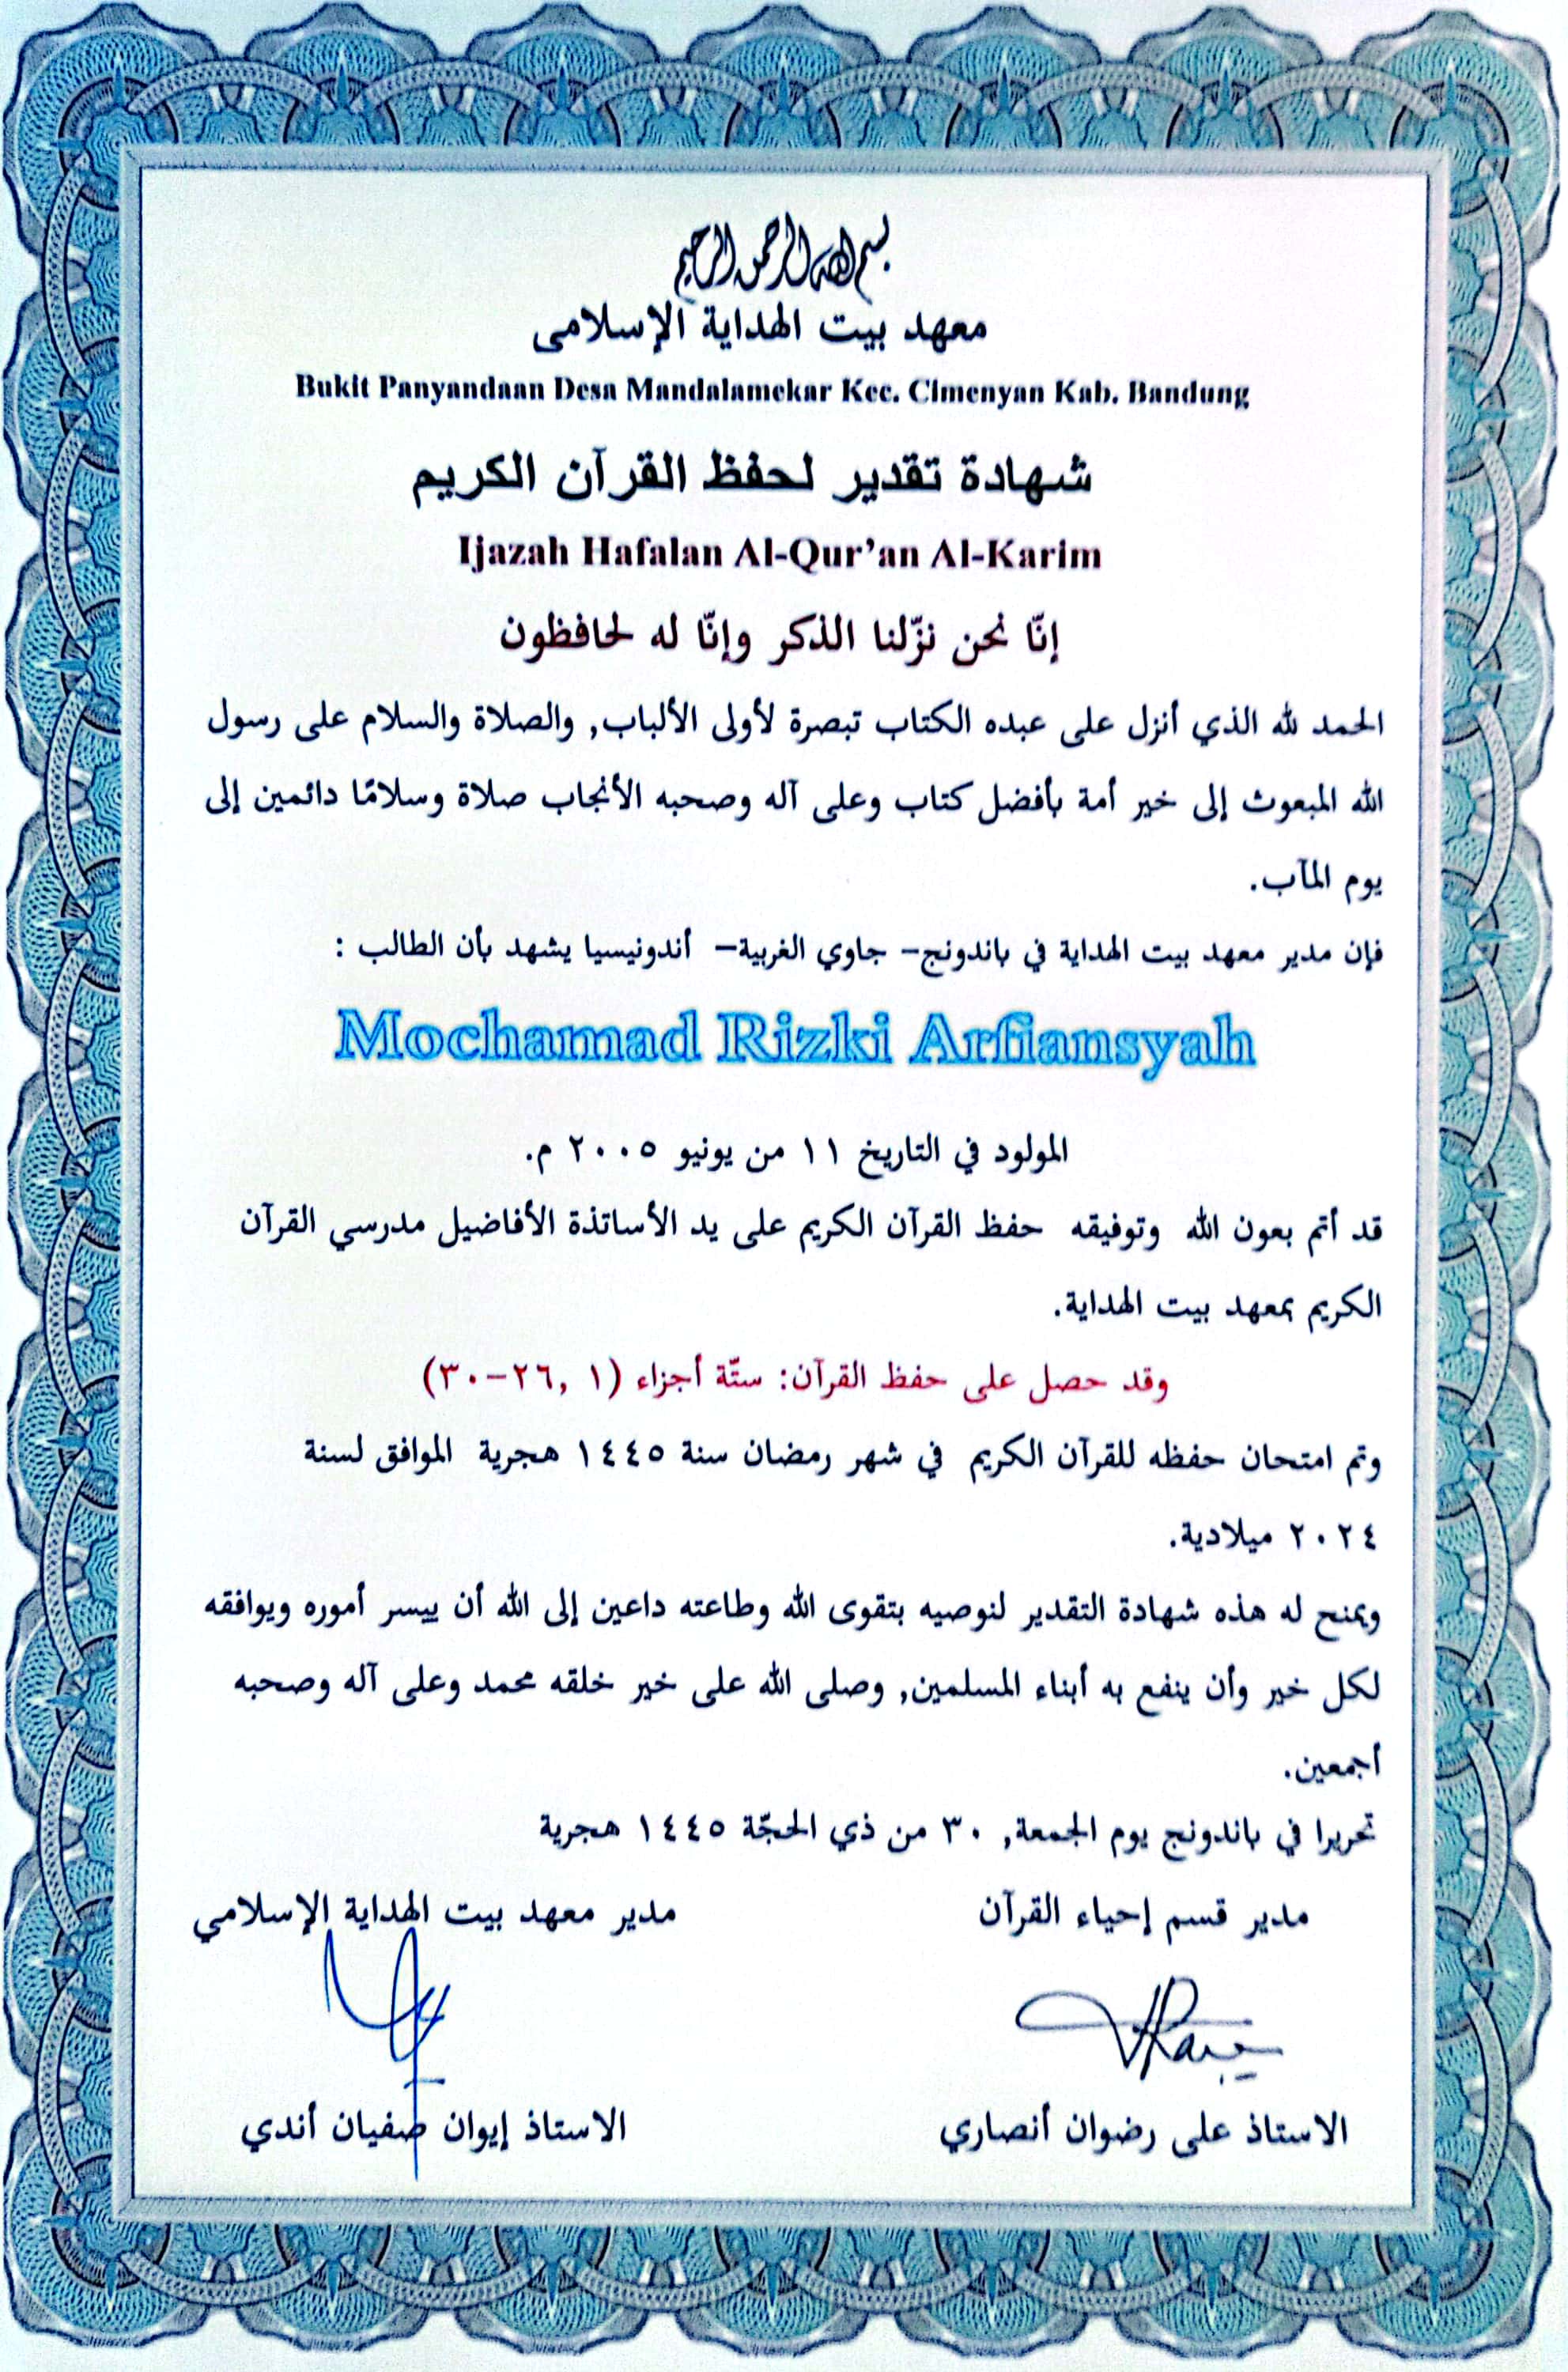 بسم الله الرحمن الرحيم
معهد بيت الهداية الإسلامى
Bukit Panyandaan Desa Mandalamekar Kec. Cimenyan Kab. Bandung
شهادة تقدير لحفظ القرآن الكريم
Ijazah Hafalan Al-Qur'an Al-Karim
إنّا نحن نزّلنا الذكر وإنّا له لحافظون
الحمد لله الذي أنزل على عبده الكتاب تبصرة لأولى الألباب, والصلاة والسلام على رسول
الله المبعوث إلى خير أمة بأفضل كتاب وعلى آله وصحبه الأنجاب صلاة وسلامًا دائمين إلى
يوم المآب.
فإن مدير معهد بيت الهداية في باندونج– جاوي الغربية– أندونيسيا يشهد بأن الطالب :
Mochamad Rizki Arfiansyah
المولود في التاريخ ١١ من يونيو ٢٠٠٥ م.
قد أتم بعون الله وتوفيقه حفظ القرآن الكريم على يد الأساتذة الأفاضيل مدرسي القرآن
الكريم بمعهد بيت الهداية.
وقد حصل على حفظ القرآن: ستّة أجزاء (١ ,٢٦–٣٠)
وتم امتحان حفظه للقرآن الكريم في شهر رمضان سنة ١٤٤٥ هجرية الموافق لسنة
٢٠٢٤ ميلادية.
ويمنح له هذه شهادة التقدير لنوصيه بتقوى الله وطاعته داعين إلى الله أن ييسر أموره ويوافقه
لكل خير وأن ينفع به أبناء المسلمين, وصلى الله على خير خلقه محمد وعلى آله وصحبه
أجمعين.
تحريرا في باندونج يوم الجمعة, ٣٠ من ذي الحجّة ١٤٤٥ هجرية
مدير قسم إحياء القرآن
مدير معهد بيت الهداية الإسلامي
الاستاذ على رضوان أنصاري
الاستاذ إيوان صفيان أندي